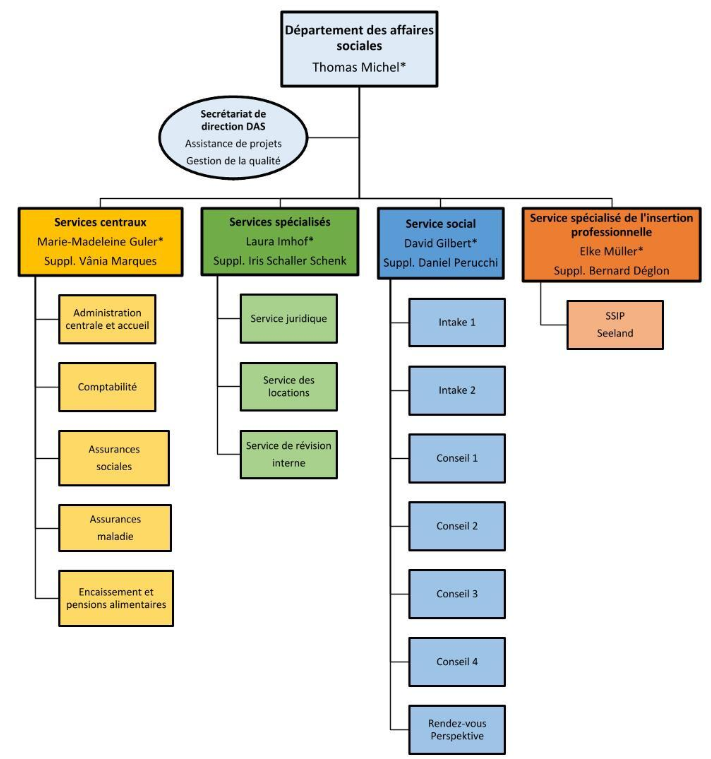 Département des affaires
sociales
Thomas Michel*
Secrétariat de
direction DAS
Assistance de projets
Gestion de la qualité
Services centraux
Marie-Madeleine Guler*
Suppl. Vânia Marques
Services spécialisés
Laura Imhof*
Suppl. Iris Schaller Schenk
Service social
David Gilbert*
Suppl. Daniel Perucchi
Service spécialisé de l'insertion
professionnelle
Elke Müller*
Suppl. Bernard Déglon
Administration
centrale et accueil
Comptabilité
Assurances
sociales
Assurances
maladie
Encaissement et
pensions alimentaires
Service juridique
Service des
locations
Service de révision
interne
Intake 1
Intake 2
Conseil 1
Conseil 2
Conseil 3
Conseil 4
Rendez-vous
Perspektive
SSIP
Seeland